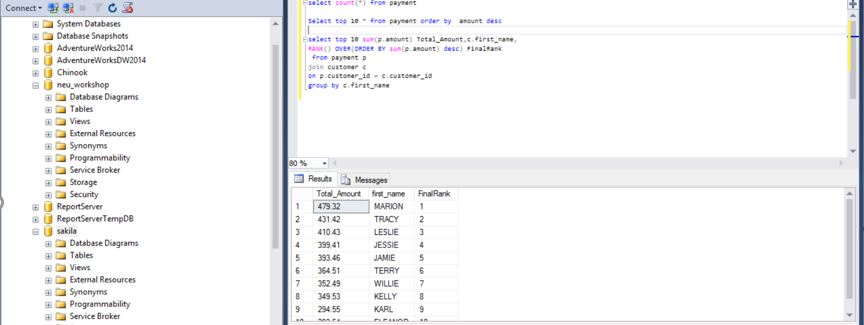 Connect
System Databases
Database Snapshots
AdventureWorks2014
AdventureWorksDW2014
Chinook
neu_workshop
Database Diagrams
Tables
Views
External Resources
Synonyms
Programmability
Service Broker
Storage
Security
ReportServer
ReportServerTempDB
sakila
Database Diagrams
Tables
Views
External Resources
Synonyms
Programmability
Service Broker
select count(*) from payment
Select top 10 * from payment order by amount desc
select top 10 sum(p.amount) Total_Amount,c.first_name,
RANK() OVER(ORDER BY sum(p.amount) desc) FinalRank
from payment p
join customer c
on p.customer_id = c.customer_id
group by c.first_name
80 %
Results Messages
Total_Amount first_name FinalRank
1 479.32 MARION 1
2 431.42 TRACY 2
3 410.43 LESLIE 3
4 399.41 JESSIE 4
5 393.46 JAMIE 5
6 364.51 TERRY 6
7 352.49 WILLIE 7
8 349.53 KELLY 8
9 294.55 KARL 9